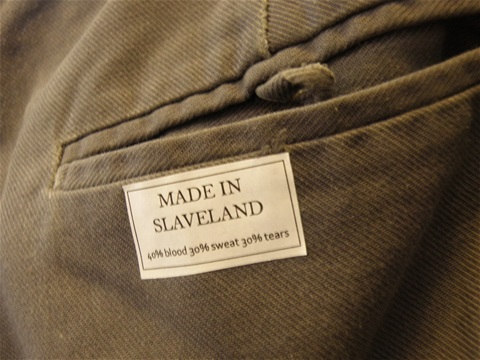 MADE IN
SLAVELAND
40% blood 30% sweat 30% tears